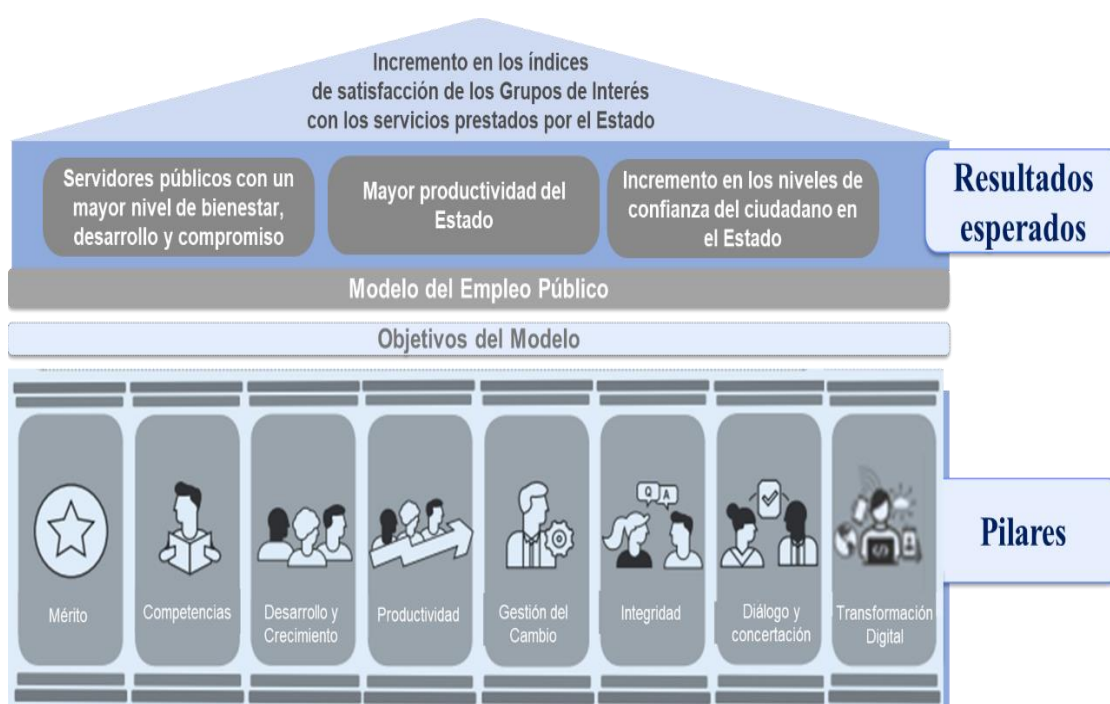 Incremento en los índices
de satisfacción de los Grupos de Interés
con los servicios prestados por el Estado
Servidores públicos con un
mayor nivel de bienestar,
desarrollo y compromiso
Mayor productividad del
Estado
Incremento en los niveles de
confianza del ciudadano en
el Estado
Resultados
esperados
Modelo del Empleo Público
Objetivos del Modelo
Q A
Mérito
Competencias
Desarrollo y
Crecimiento
Productividad
Gestión del
Cambio
Integridad
Diálogo y
concertación
Transformación
Digital
Pilares